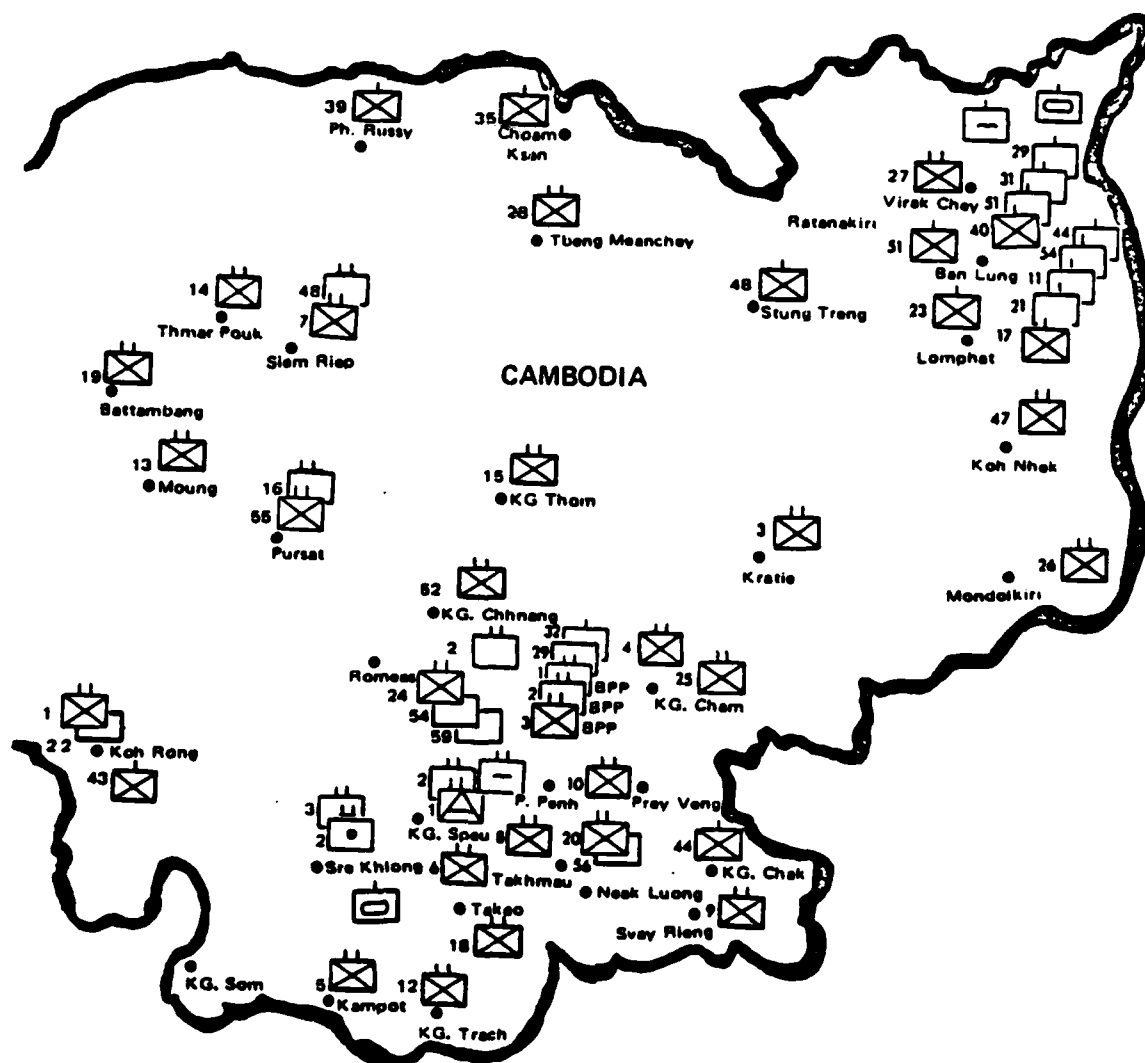 39
Ph. Russy
35
Choam
Ksan
29
27
31
Virak Chey
51
28
Ratanakiri
40
44
Tbeng Meanchey
51
54
Ban Lung
11
14
48
48
23
21
Thmar Pouk
7
Stung Treng
17
Siem Riep
Lomphat
CAMBODIA
19
Battambang
47
13
15
Koh Nhek
Moung
16
KG Thom
55
3
Pursat
Kratie
26
52
Mondolkiri
KG. Chhnang
2
32
29
4
Romeas
1
BPP
25
24
2
BPP
KG. Cham
1
54
3
BPP
22
59
Koh Rong
43
2
10
P. Penh
Prey Veng
3
1
KG. Speu
8
20
2
44
Sre Khlong
6
Takhmau
56
KG. Chak
Neak Luong
Takeo
9
Svay Rieng
18
KG. Som
5
12
Kampot
KG. Trach